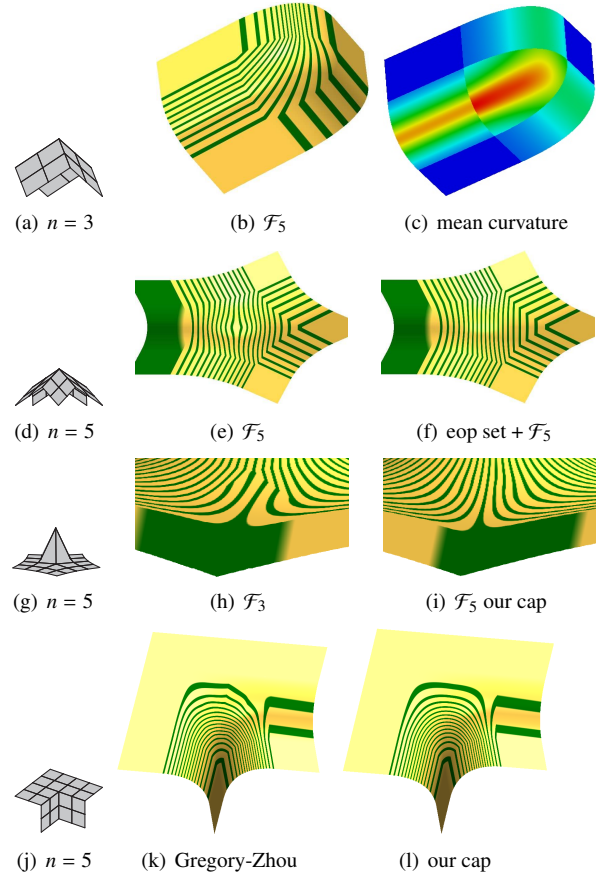 (a) n = 3
(b) ℱ₅
(c) mean curvature
(d) n = 5
(e) ℱ₅
(f) eop set + ℱ₅
(g) n = 5
(h) ℱ₃
(i) ℱ₅ our cap
(j) n = 5
(k) Gregory-Zhou
(l) our cap